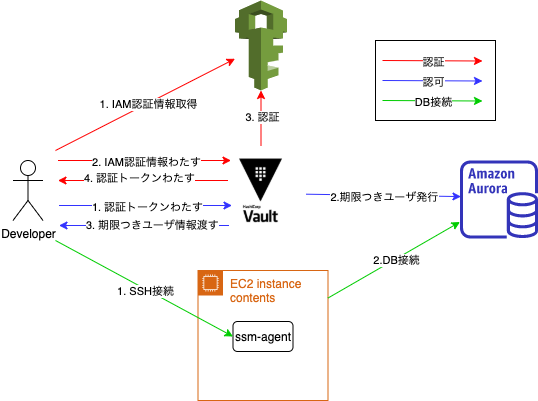 認証
認可
DB接続
1. IAM認証情報取得
3. 認証
2. IAM認証情報わたす
4. 認証トークンわたす
1. 認証トークンわたす
3. 期限つきユーザ情報渡す
Developer
HashiCorp
Vault
2.期限つきユーザ発行
Amazon
Aurora
1. SSH接続
2.DB接続
EC2 instance
contents
ssm-agent